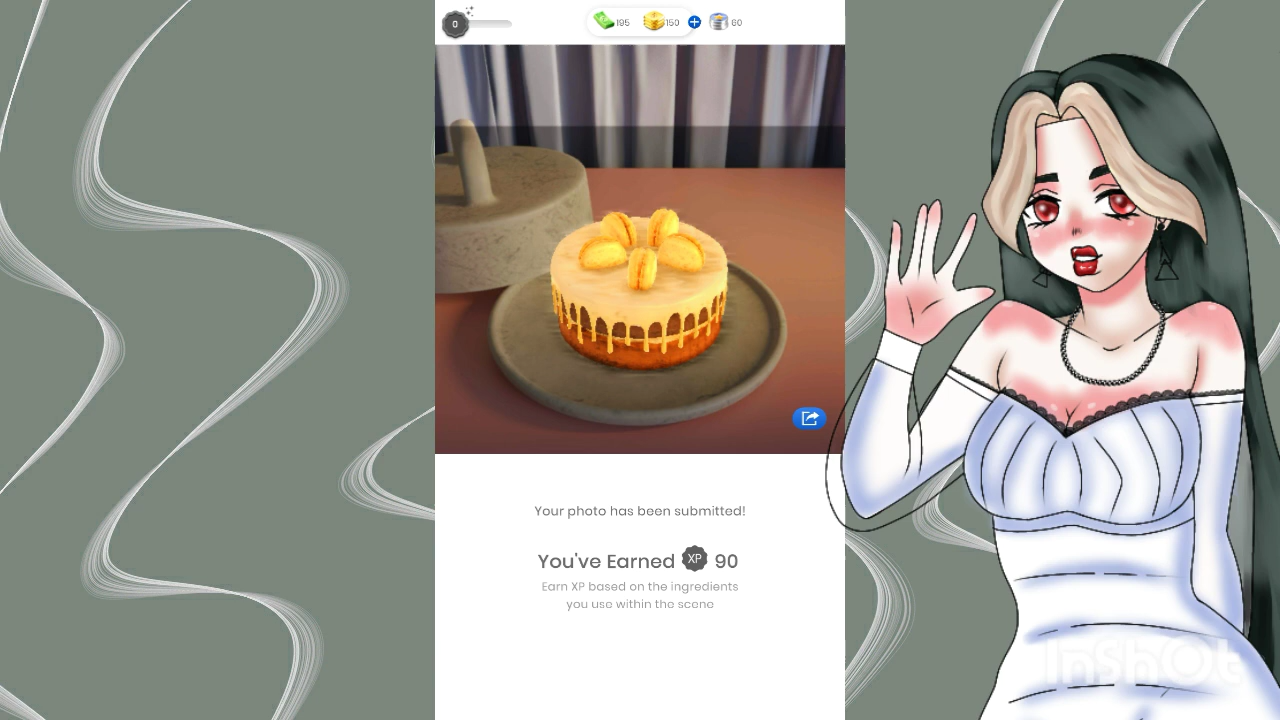 0
195
150
60
Your photo has been submitted!
You've Earned XP 90
Earn XP based on the ingredients
you use within the scene
InShOt